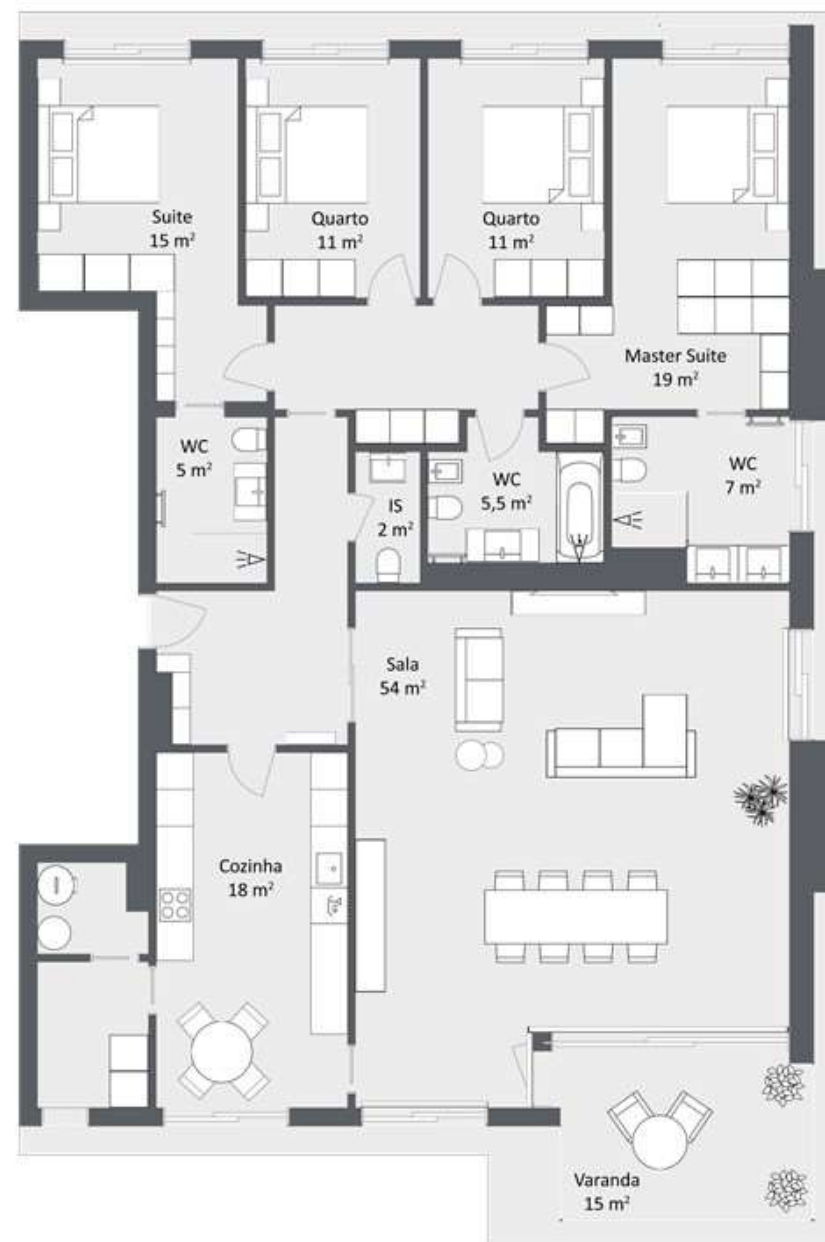 Suite
15 m²
Quarto
11 m²
Quarto
11 m²
Master Suite
19 m²
WC
5 m²
IS
2 m²
WC
5,5 m²
WC
7 m²
Sala
54 m²
Cozinha
18 m²
Varanda
15 m²